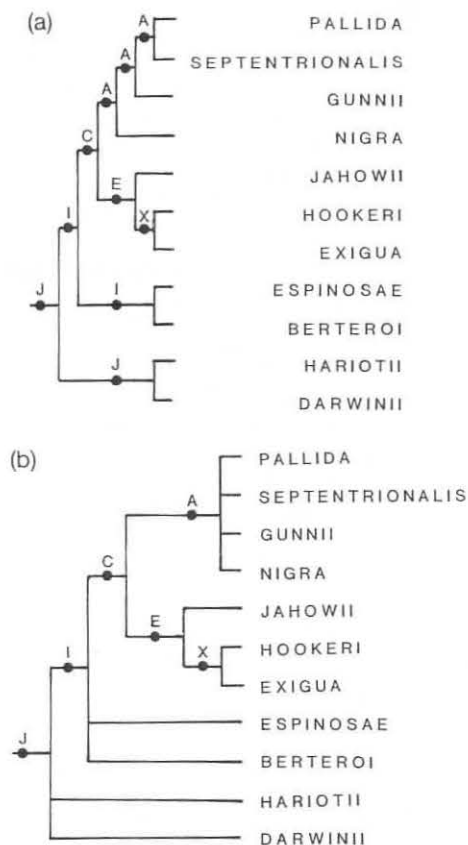 (a)
A PALLIDA
A SEPTENTRIONALIS
A GUNNII
C NIGRA
E JAHOWII
X HOOKERI
I EXIGUA
I ESPINOSAE
J BERTEROI
J HARIOTII
DARWINII
(b)
PALLIDA
A SEPTENTRIONALIS
GUNNII
C NIGRA
E JAHOWII
X HOOKERI
I EXIGUA
ESPINOSAE
J BERTEROI
HARIOTII
DARWINII